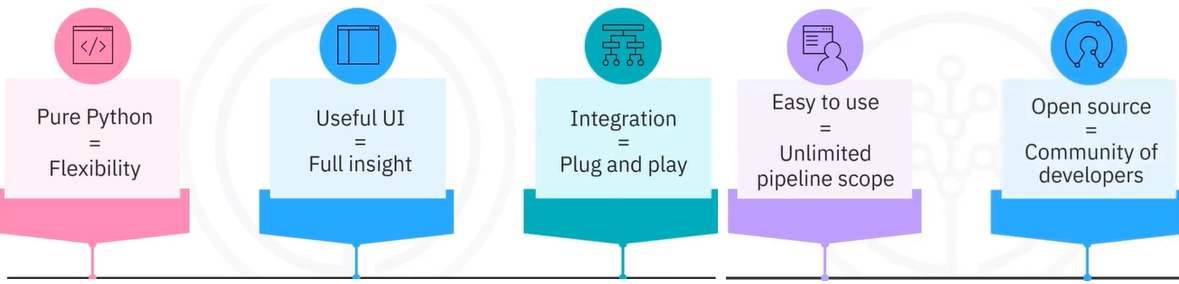 Pure Python
=
Flexibility
Useful UI
=
Full insight
Integration
=
Plug and play
Easy to use
=
Unlimited
pipeline scope
Open source
=
Community of
developers